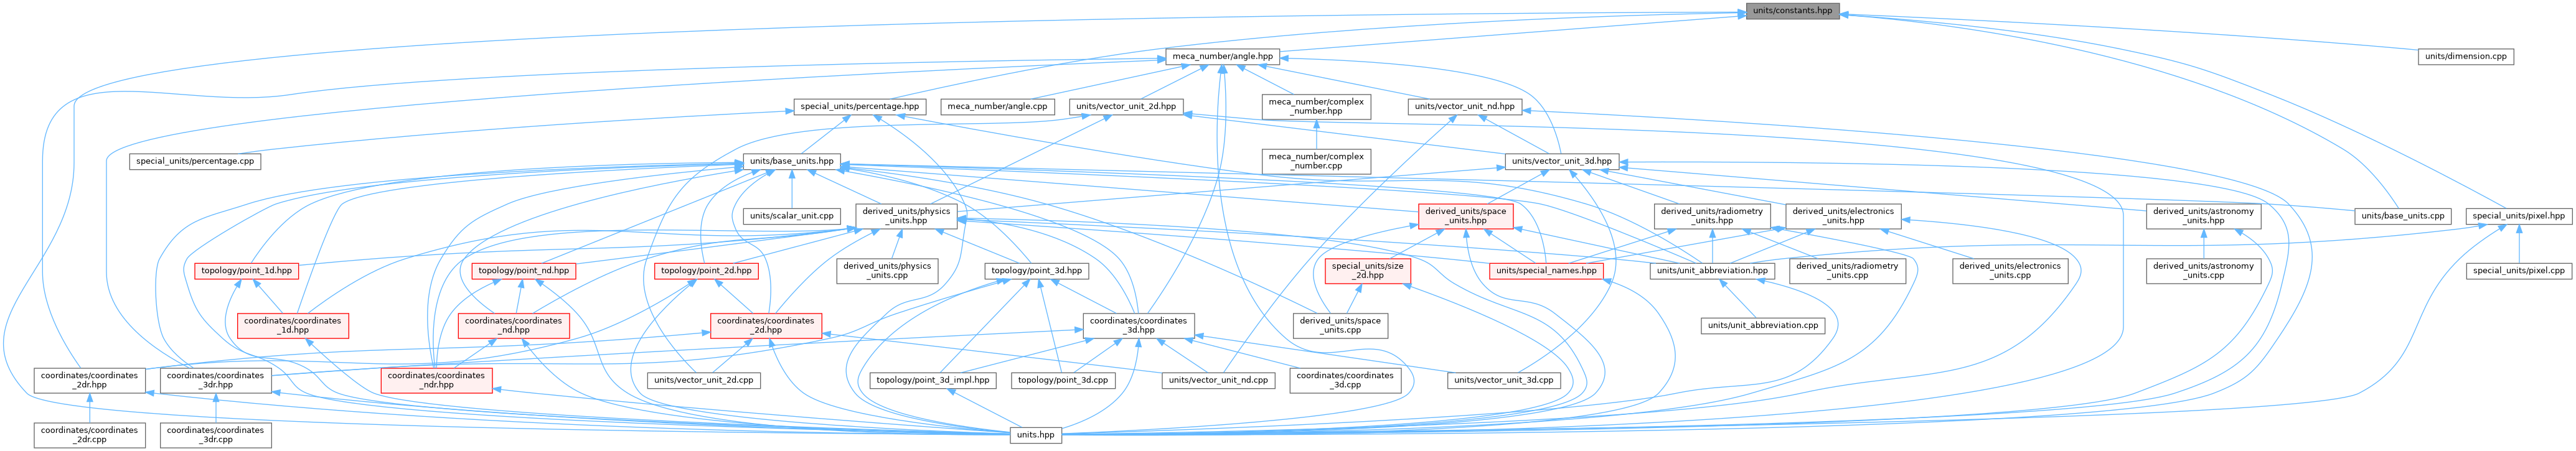 units/constants.hpp
meca_number/angle.hpp
units/dimension.cpp
special_units/percentage.hpp
meca_number/angle.cpp
units/vector_unit_2d.hpp
meca_number/complex
_number.hpp
units/vector_unit_nd.hpp
special_units/percentage.cpp
units/base_units.hpp
meca_number/complex
_number.cpp
units/vector_unit_3d.hpp
units/scalar_unit.cpp
derived_units/physics
_units.hpp
derived_units/space
_units.hpp
derived_units/radiometry
_units.hpp
derived_units/electronics
_units.hpp
derived_units/astronomy
_units.hpp
units/base_units.cpp
special_units/pixel.hpp
topology/point_1d.hpp
topology/point_nd.hpp
topology/point_2d.hpp
derived_units/physics
_units.cpp
topology/point_3d.hpp
special_units/size
_2d.hpp
units/special_names.hpp
units/unit_abbreviation.hpp
derived_units/radiometry
_units.cpp
derived_units/electronics
_units.cpp
derived_units/astronomy
_units.cpp
special_units/pixel.cpp
coordinates/coordinates
_1d.hpp
coordinates/coordinates
_nd.hpp
coordinates/coordinates
_2d.hpp
coordinates/coordinates
_3d.hpp
derived_units/space
_units.cpp
units/unit_abbreviation.cpp
coordinates/coordinates
_2dr.hpp
coordinates/coordinates
_3dr.hpp
coordinates/coordinates
_ndr.hpp
units/vector_unit_2d.cpp
topology/point_3d_impl.hpp
topology/point_3d.cpp
units/vector_unit_nd.cpp
coordinates/coordinates
_3d.cpp
units/vector_unit_3d.cpp
coordinates/coordinates
_2dr.cpp
coordinates/coordinates
_3dr.cpp
units.hpp